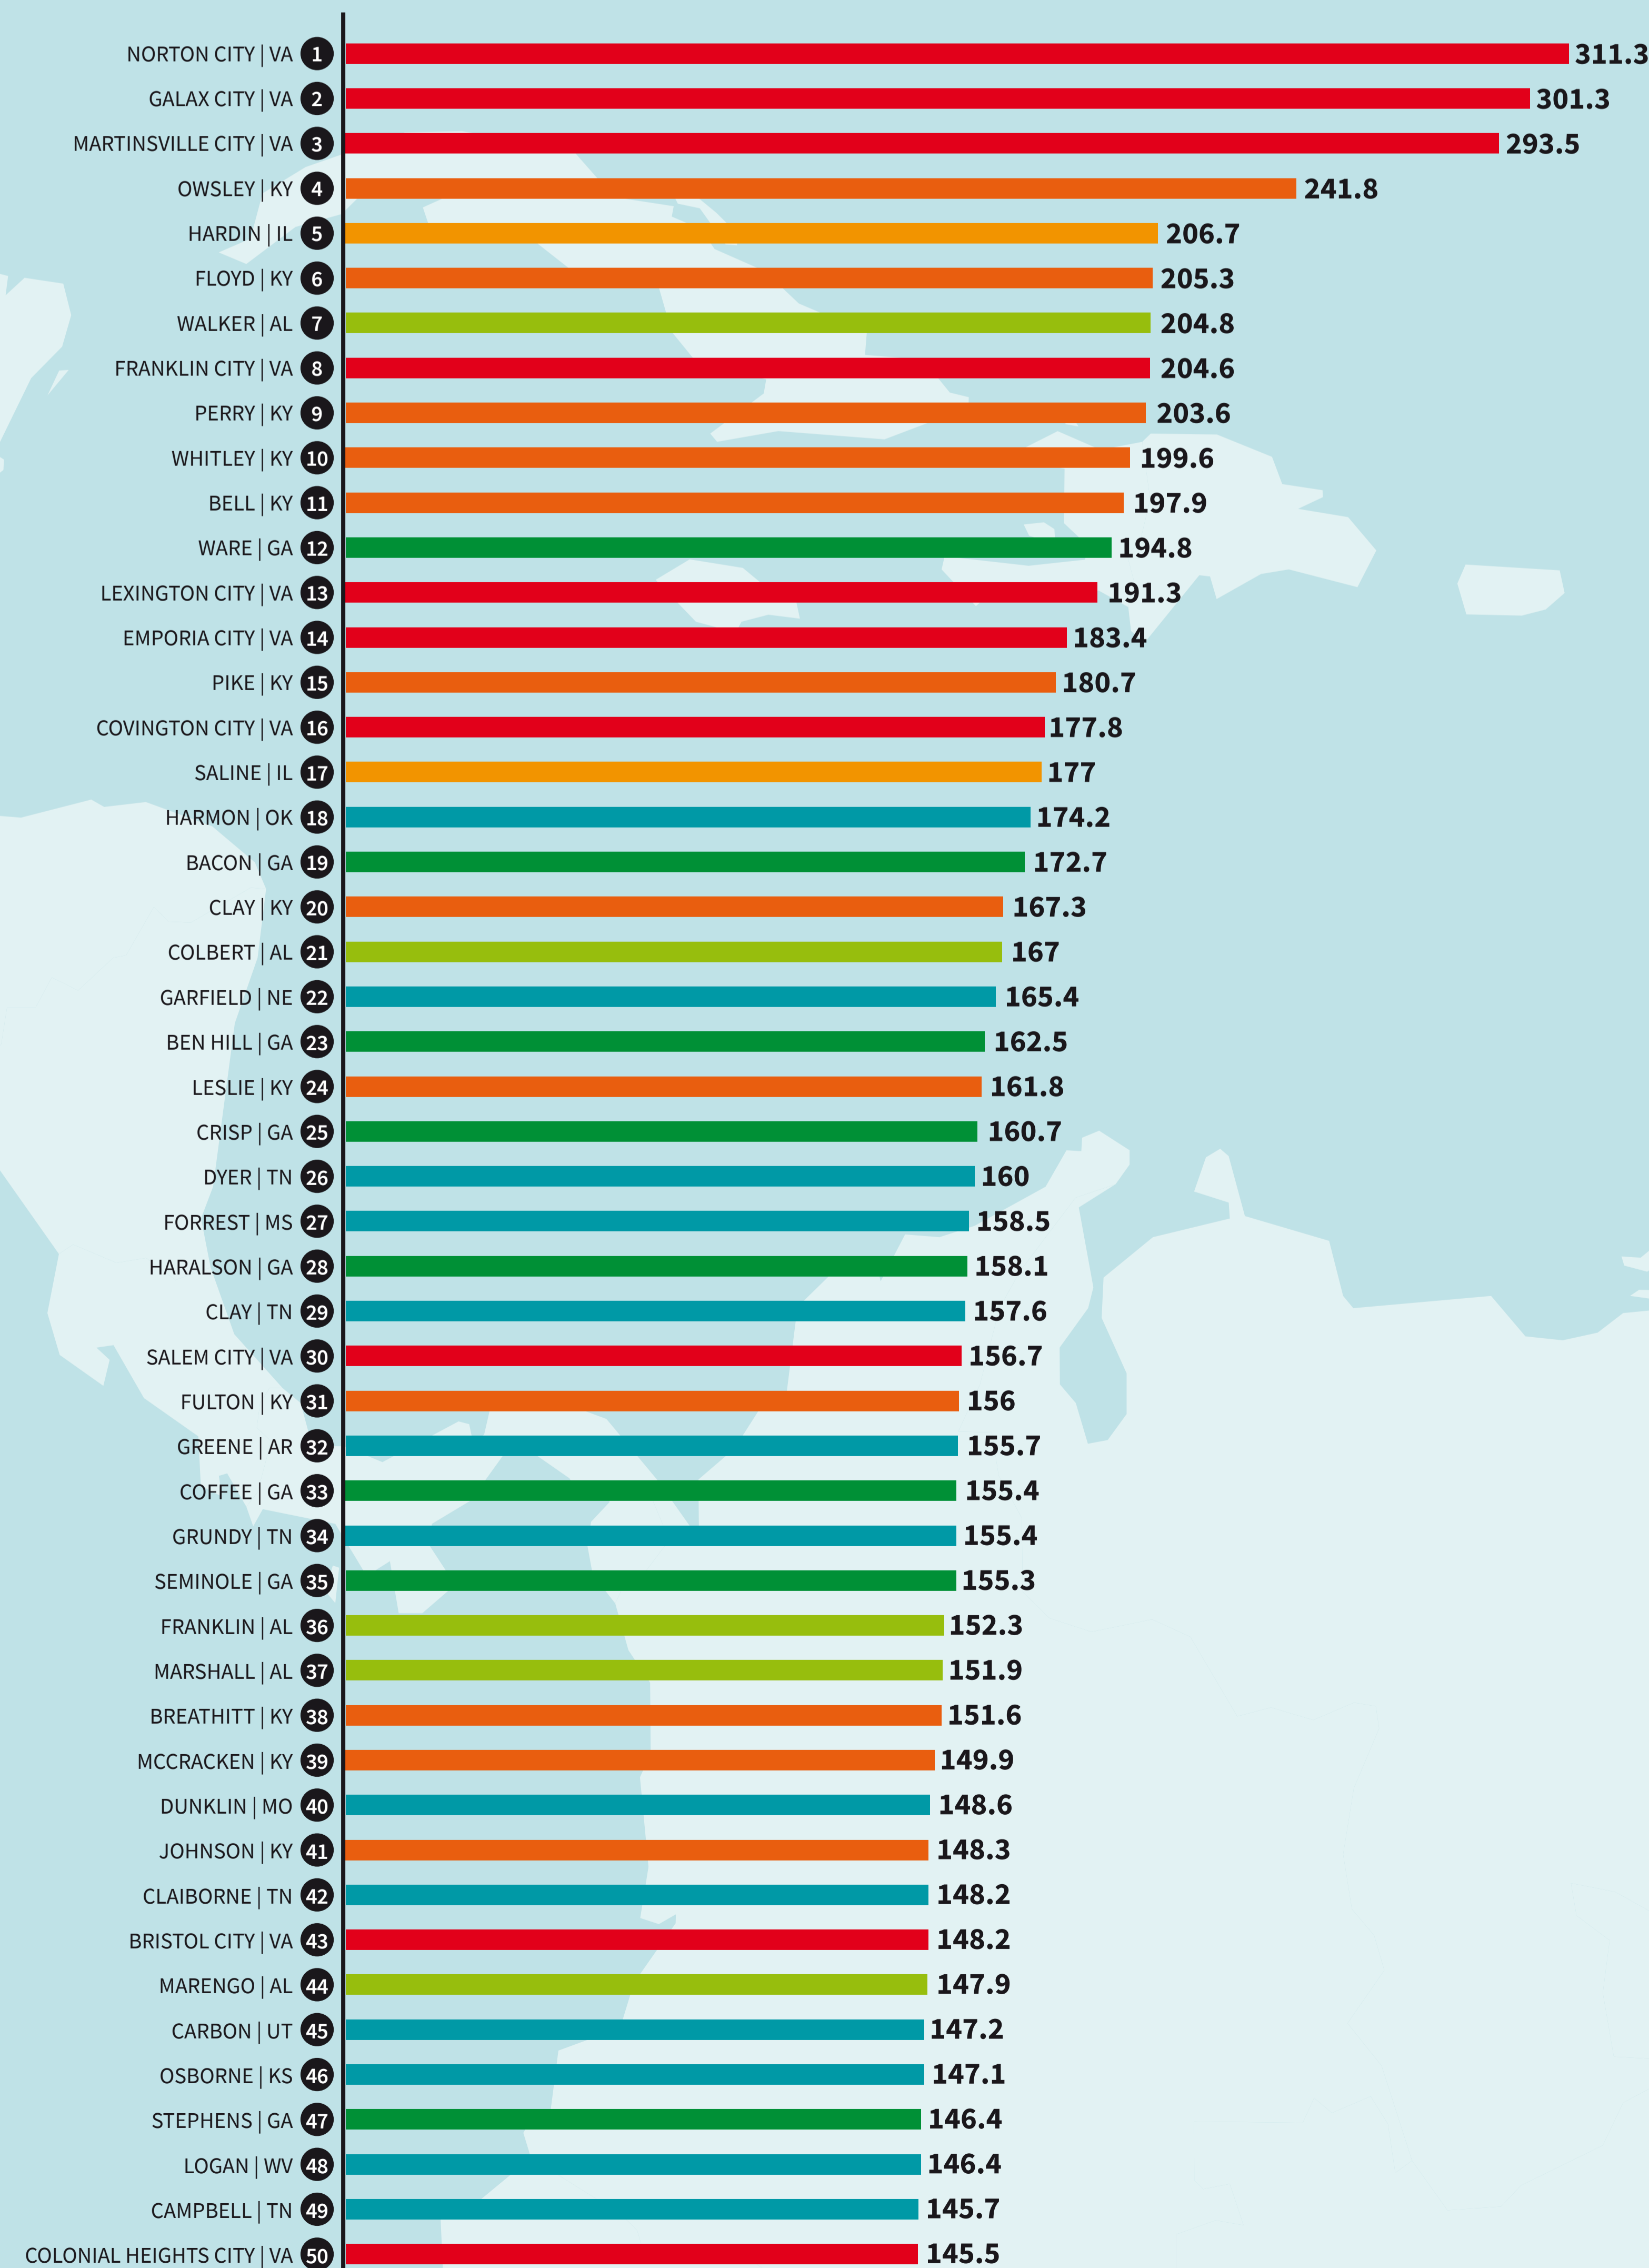 NORTON CITY | VA 1 311.3
GALAX CITY | VA 2 301.3
MARTINSVILLE CITY | VA 3 293.5
OWSLEY | KY 4 241.8
HARDIN | IL 5 206.7
FLOYD | KY 6 205.3
WALKER | AL 7 204.8
FRANKLIN CITY | VA 8 204.6
PERRY | KY 9 203.6
WHITLEY | KY 10 199.6
BELL | KY 11 197.9
WARE | GA 12 194.8
LEXINGTON CITY | VA 13 191.3
EMPORIA CITY | VA 14 183.4
PIKE | KY 15 180.7
COVINGTON CITY | VA 16 177.8
SALINE | IL 17 177
HARMON | OK 18 174.2
BACON | GA 19 172.7
CLAY | KY 20 167.3
COLBERT | AL 21 167
GARFIELD | NE 22 165.4
BEN HILL | GA 23 162.5
LESLIE | KY 24 161.8
CRISP | GA 25 160.7
DYER | TN 26 160
FORREST | MS 27 158.5
HARALSON | GA 28 158.1
CLAY | TN 29 157.6
SALEM CITY | VA 30 156.7
FULTON | KY 31 156
GREENE | AR 32 155.7
COFFEE | GA 33 155.4
GRUNDY | TN 34 155.4
SEMINOLE | GA 35 155.3
FRANKLIN | AL 36 152.3
MARSHALL | AL 37 151.9
BREATHITT | KY 38 151.6
MCCRACKEN | KY 39 149.9
DUNKLIN | MO 40 148.6
JOHNSON | KY 41 148.3
CLAIBORNE | TN 42 148.2
BRISTOL CITY | VA 43 148.2
MARENGO | AL 44 147.9
CARBON | UT 45 147.2
OSBORNE | KS 46 147.1
STEPHENS | GA 47 146.4
LOGAN | WV 48 146.4
CAMPBELL | TN 49 145.7
COLONIAL HEIGHTS CITY | VA 50 145.5